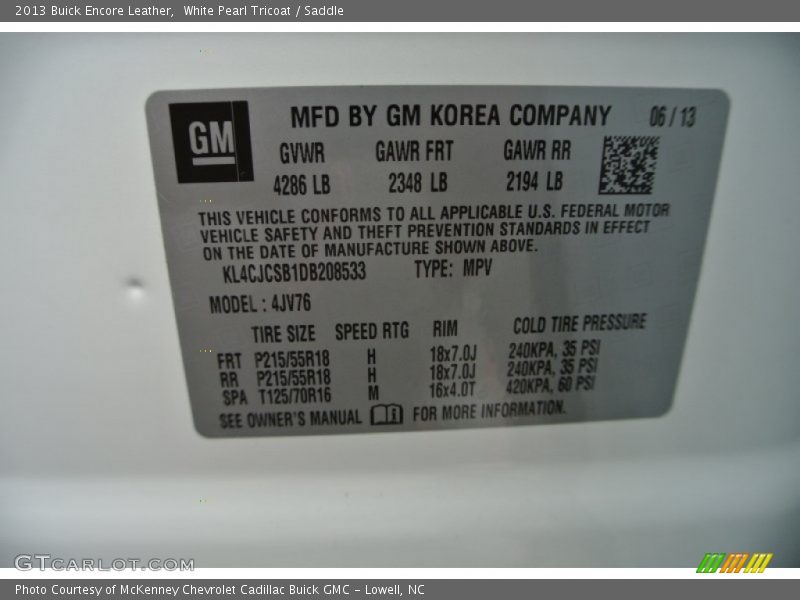 2013 Buick Encore Leather,  White Pearl Tricoat / Saddle
GM
MFD BY GM KOREA COMPANY 06 / 13
GVWR GAWR FRT GAWR RR
4286 LB 2348 LB 2194 LB
THIS VEHICLE CONFORMS TO ALL APPLICABLE U.S. FEDERAL MOTOR
VEHICLE SAFETY AND THEFT PREVENTION STANDARDS IN EFFECT
ON THE DATE OF MANUFACTURE SHOWN ABOVE.
KL4CJCSB1DB208533 TYPE: MPV
MODEL : 4JV76
TIRE SIZE SPEED RTG RIM COLD TIRE PRESSURE
FRT P215/55R18 H 18x7.0J 240KPA, 35 PSI
RR P215/55R18 H 18x7.0J 240KPA, 35 PSI
SPA T125/70R16 M 16x4.0T 420KPA, 60 PSI
SEE OWNER'S MANUAL FOR MORE INFORMATION.
GTCARLOT.COM
Photo Courtesy of McKenney Chevrolet Cadillac Buick GMC - Lowell, NC